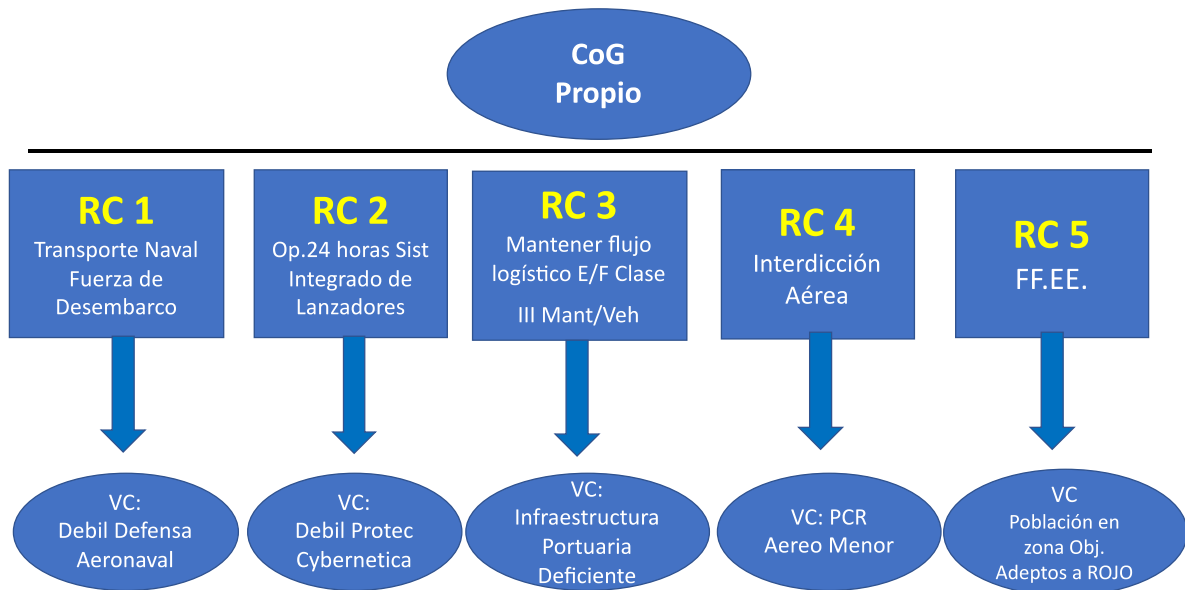 CoG
Propio
RC 1
Transporte Naval
Fuerza de
Desembarco
RC 2
Op.24 horas Sist
Integrado de
Lanzadores
RC 3
Mantener flujo
logístico E/F Clase
III Mant/Veh
RC 4
Interdicción
Aérea
RC 5
FF.EE.
VC:
Debil Defensa
Aeronaval
VC:
Debil Protec
Cybernetica
VC:
Infraestructura
Portuaria
Deficiente
VC: PCR
Aereo Menor
VC
Población en
zona Obj.
Adeptos a ROJO